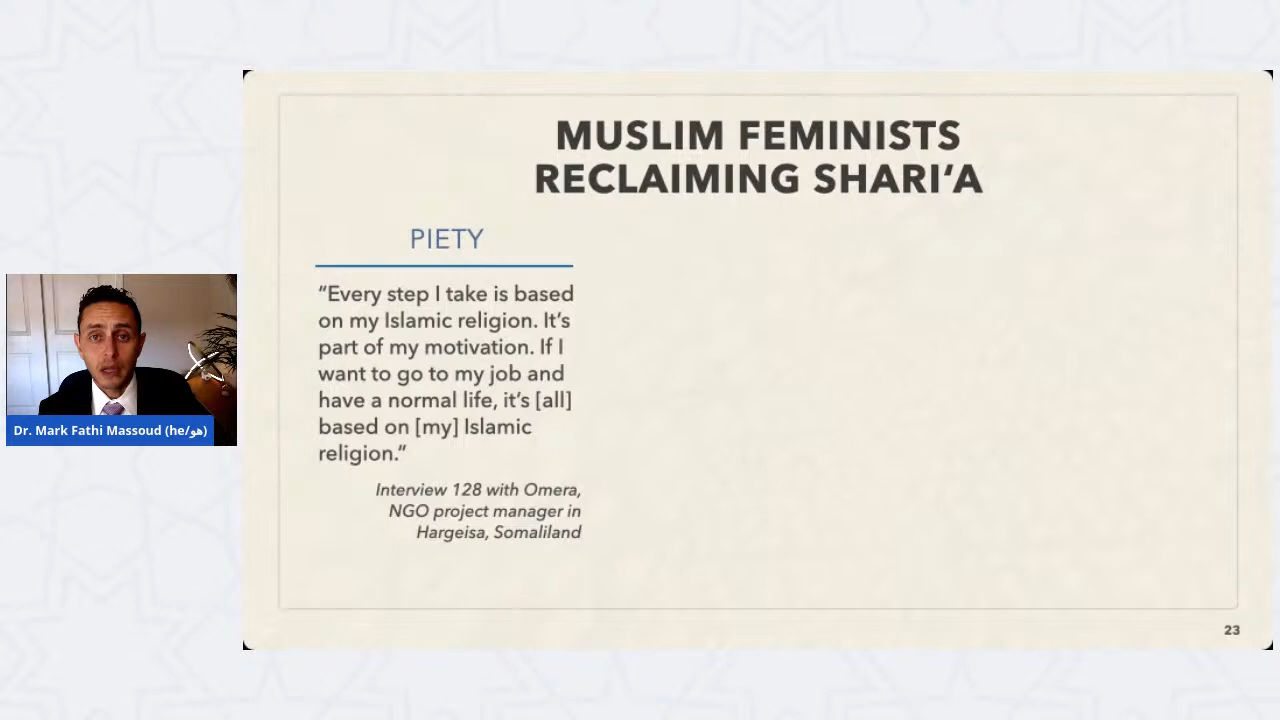 MUSLIM FEMINISTS
RECLAIMING SHARI’A
PIETY
“Every step I take is based
on my Islamic religion. It’s
part of my motivation. If I
want to go to my job and
have a normal life, it’s [all]
based on [my] Islamic
religion.”
Interview 128 with Omera,
NGO project manager in
Hargeisa, Somaliland
Dr. Mark Fathi Massoud (he/هو)
23